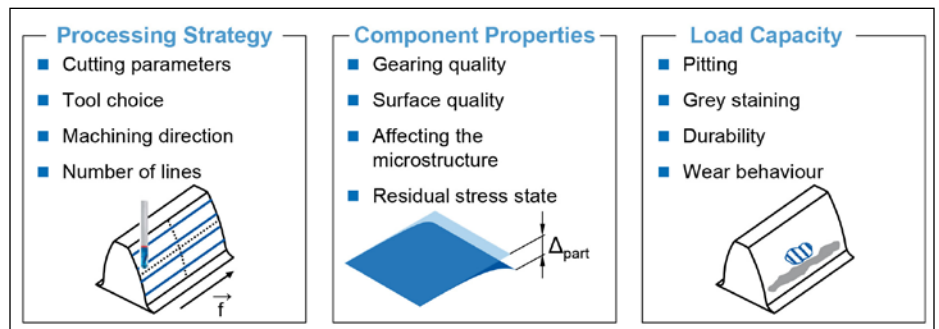 Processing Strategy
Cutting parameters
Tool choice
Machining direction
Number of lines
f
Component Properties
Gearing quality
Surface quality
Affecting the
microstructure
Residual stress state
Δpart
Load Capacity
Pitting
Grey staining
Durability
Wear behaviour